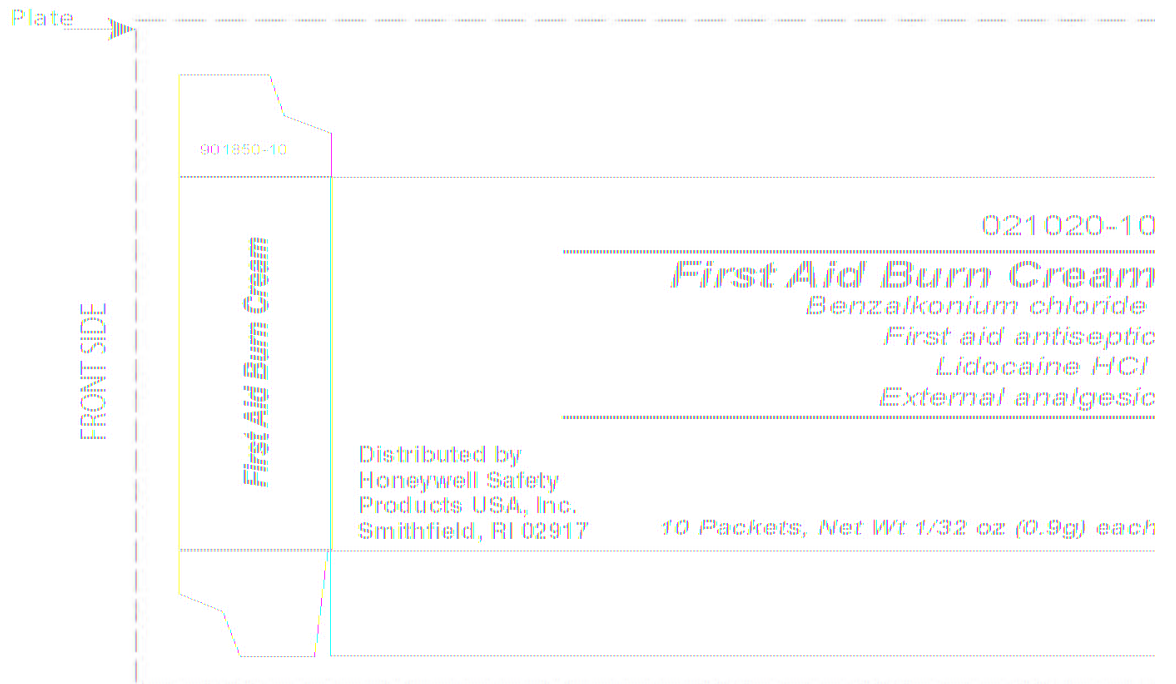 Plate
901850-10
021020-10
First Aid Burn Cream
Benzalkonium chloride
First aid antiseptic
Lidocaine HCl
External analgesic
FRONT SIDE
First Aid Burn Cream
Distributed by
Honeywell Safety
Products USA, Inc.
Smithfield, RI 02917
10 Packets, Net Wt 1/32 oz (0.9g) each